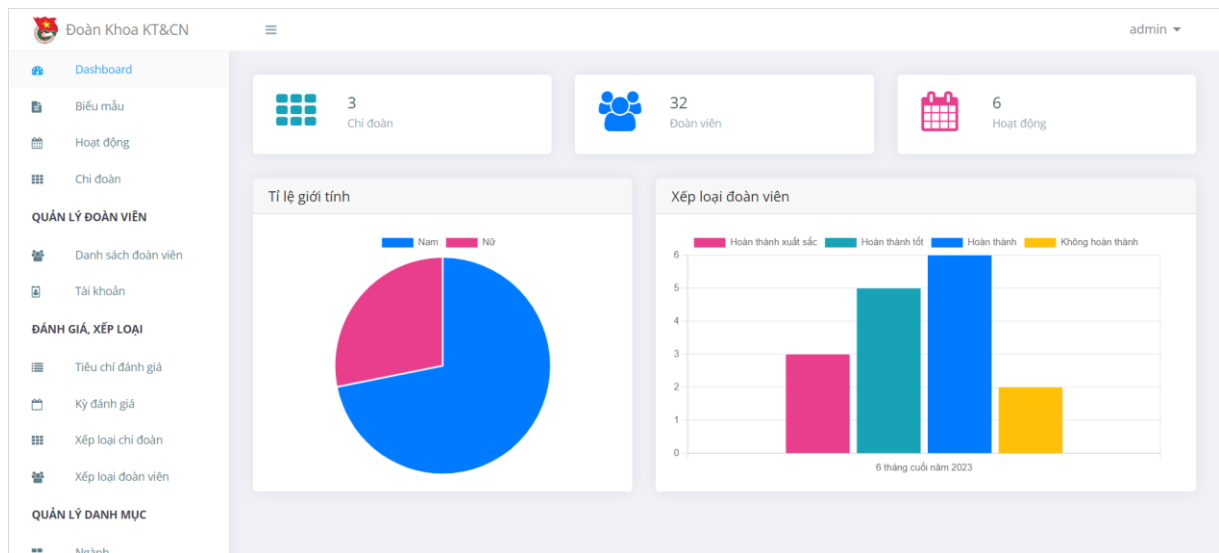 Đoàn Khoa KT&CN
admin
Dashboard
Biểu mẫu
Hoạt động
Chi đoàn
QUẢN LÝ ĐOÀN VIÊN
Danh sách đoàn viên
Tài khoản
ĐÁNH GIÁ, XẾP LOẠI
Tiêu chí đánh giá
Kỳ đánh giá
Xếp loại chi đoàn
Xếp loại đoàn viên
QUẢN LÝ DANH MỤC
Ngành
3
Chi đoàn
32
Đoàn viên
6
Hoạt động
Tỉ lệ giới tính
Nam Nữ
Xếp loại đoàn viên
Hoàn thành xuất sắc Hoàn thành tốt Hoàn thành Không hoàn thành
6
5
4
3
2
1
0
6 tháng cuối năm 2023